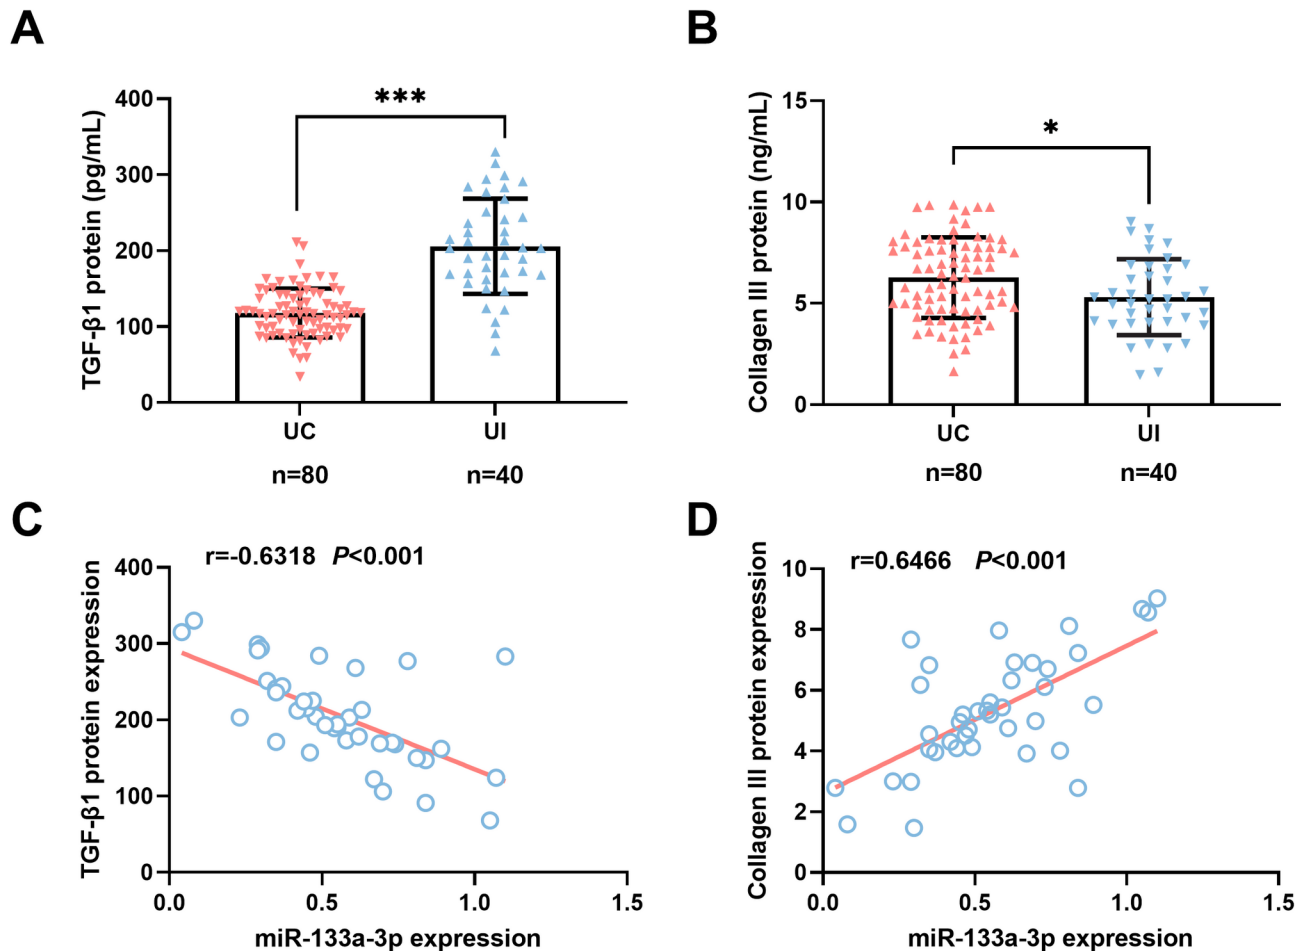 A
TGF-β1 protein (pg/mL)
400
300
200
100
0
***
UC
UI
n=80
n=40
B
Collagen III protein (ng/mL)
15
10
5
0
*
UC
UI
n=80
n=40
C
r=-0.6318 P<0.001
TGF-β1 protein expression
400
300
200
100
0
0.0
0.5
1.0
1.5
miR-133a-3p expression
D
r=0.6466 P<0.001
Collagen III protein expression
10
8
6
4
2
0
0.0
0.5
1.0
1.5
miR-133a-3p expression